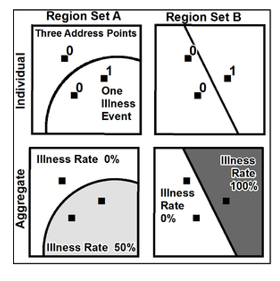 Region Set A
Region Set B
Individual
Three Address Points
0
1
0
One
Illness
Event
0
1
0
Aggregate
Illness Rate 0%
Illness Rate 50%
Illness
Rate
100%
Illness
Rate
0%